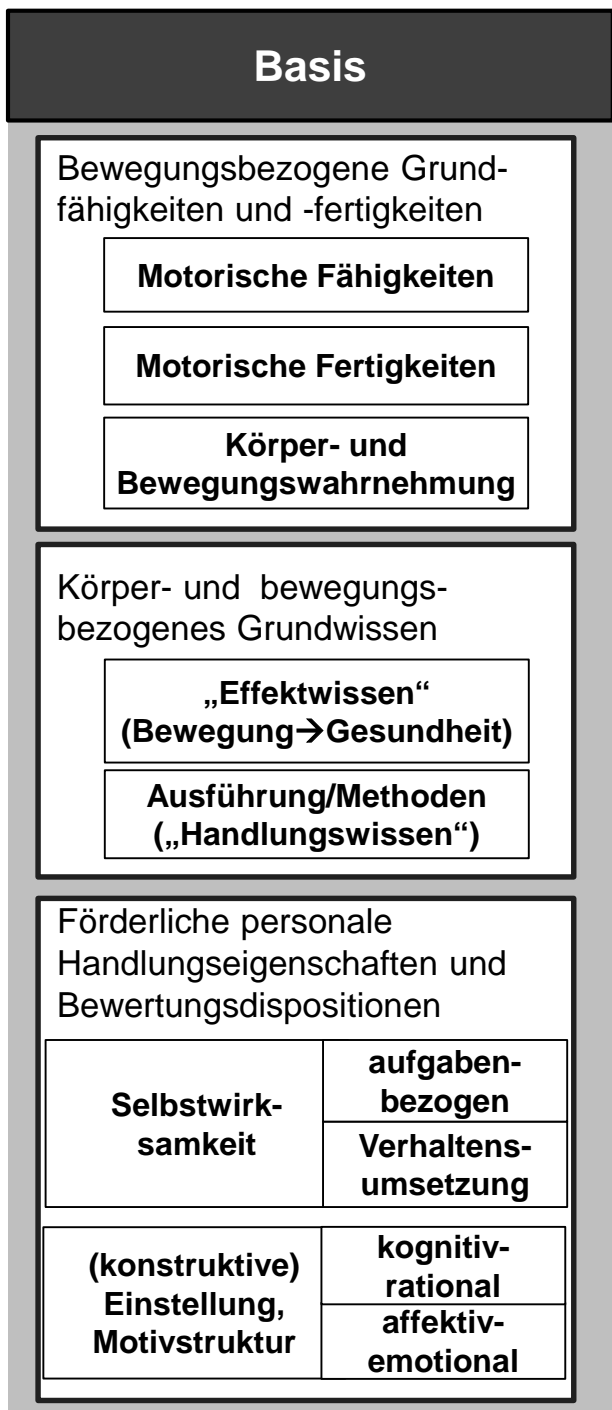 Basis
Bewegungsbezogene Grund-
fähigkeiten und -fertigkeiten
Motorische Fähigkeiten
Motorische Fertigkeiten
Körper- und
Bewegungswahrnehmung
Körper- und bewegungs-
bezogenes Grundwissen
„Effektwissen“
(Bewegung→Gesundheit)
Ausführung/Methoden
(„Handlungswissen“)
Förderliche personale
Handlungseigenschaften und
Bewertungsdispositionen
Selbstwirk-
samkeit
aufgaben-
bezogen
Verhaltens-
umsetzung
(konstruktive)
Einstellung,
Motivstruktur
kognitiv-
rational
affektiv-
emotional